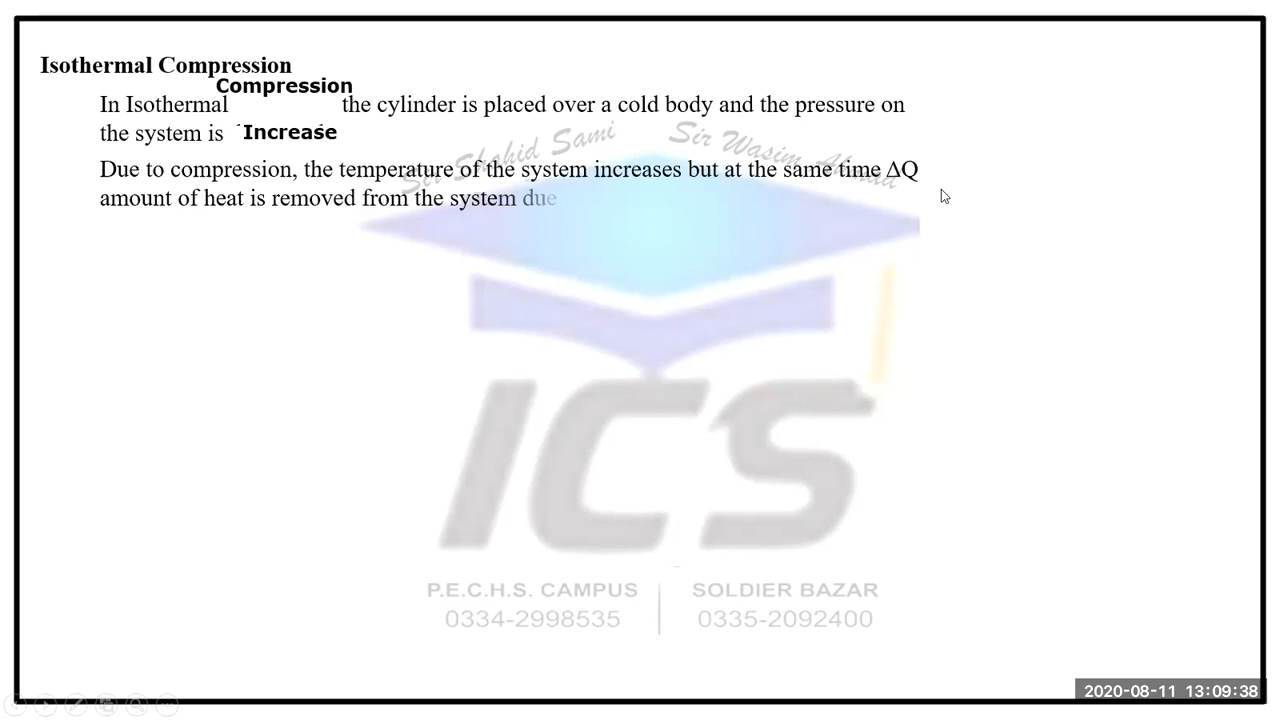 Isothermal Compression
Compression
In Isothermal the cylinder is placed over a cold body and the pressure on
the system is Increase
Sir Shahid Sami Sir Wasim Ahmad
Due to compression, the temperature of the system increases but at the same time ΔQ
amount of heat is removed from the system due
ICS
P.E.C.H.S. CAMPUS SOLDIER BAZAR
0334-2998535 0335-2092400
2020-08-11 13:09:38